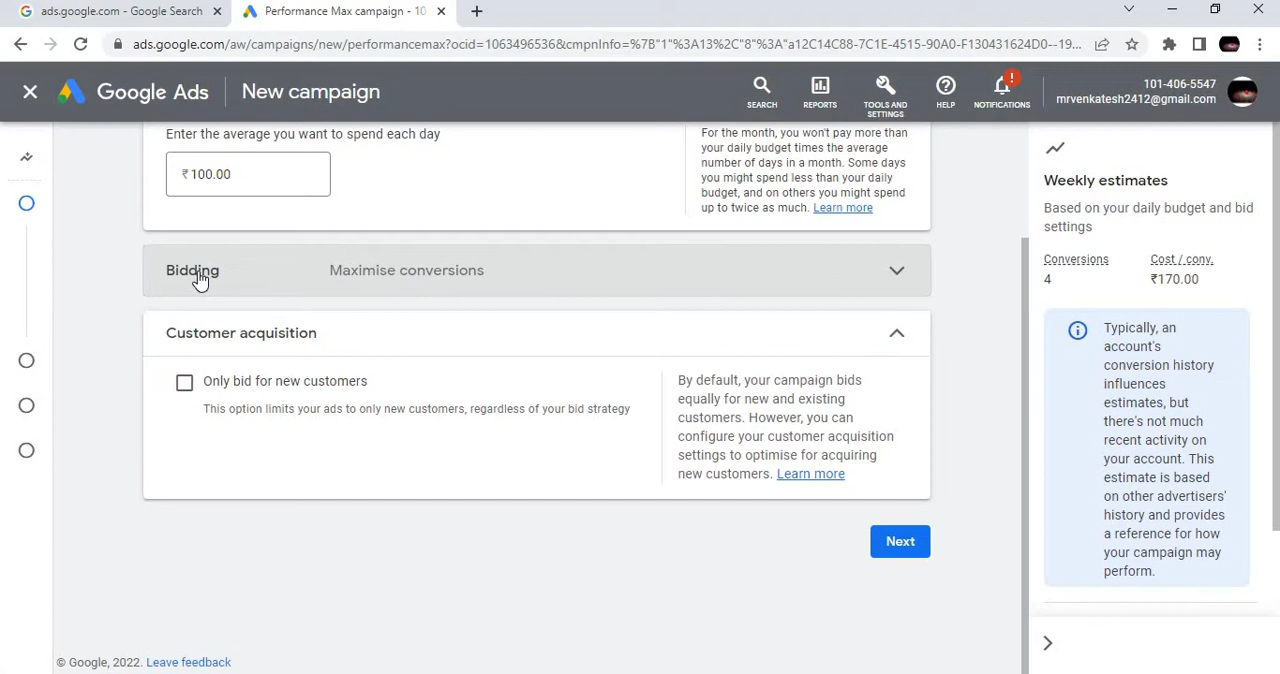 ads.google.com - Google Search
Performance Max campaign - 10
ads.google.com/aw/campaigns/new/performancemax?ocid=1063496536&cmpnInfo=%7B"1"%3A13%2C"8"%3A"a12C14C88-7C1E-4515-90A0-F130431624D0--19...
Google Ads
New campaign
SEARCH
REPORTS
TOOLS AND
SETTINGS
HELP
!
NOTIFICATIONS
101-406-5547
mrvenkatesh2412@gmail.com
Enter the average you want to spend each day
₹100.00
For the month, you won't pay more than
your daily budget times the average
number of days in a month. Some days
you might spend less than your daily
budget, and on others you might spend
up to twice as much. Learn more
Bidding
Maximise conversions
Customer acquisition
Only bid for new customers
This option limits your ads to only new customers, regardless of your bid strategy
By default, your campaign bids
equally for new and existing
customers. However, you can
configure your customer acquisition
settings to optimise for acquiring
new customers. Learn more
Next
Weekly estimates
Based on your daily budget and bid
settings
Conversions
4
Cost / conv.
₹170.00
Typically, an
account's
conversion history
influences
estimates, but
there's not much
recent activity on
your account. This
estimate is based
on other advertisers'
history and provides
a reference for how
your campaign may
perform.
© Google, 2022. Leave feedback